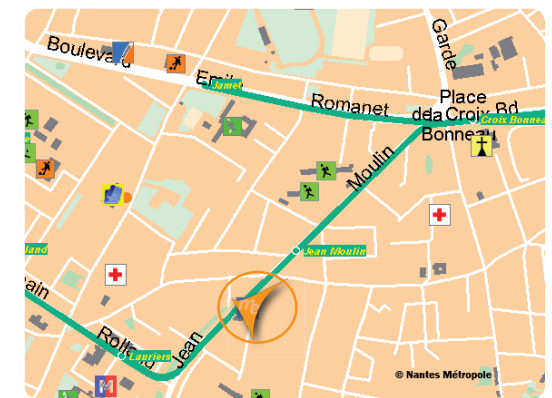 Boulevard
Emile
Jamet
Romanet
Garde
Place
de la Croix Bd
Croix Bonneau
Bonneau
Moulin
Jean Moulin
Rolland
Lauriers
Jean
© Nantes Métropole